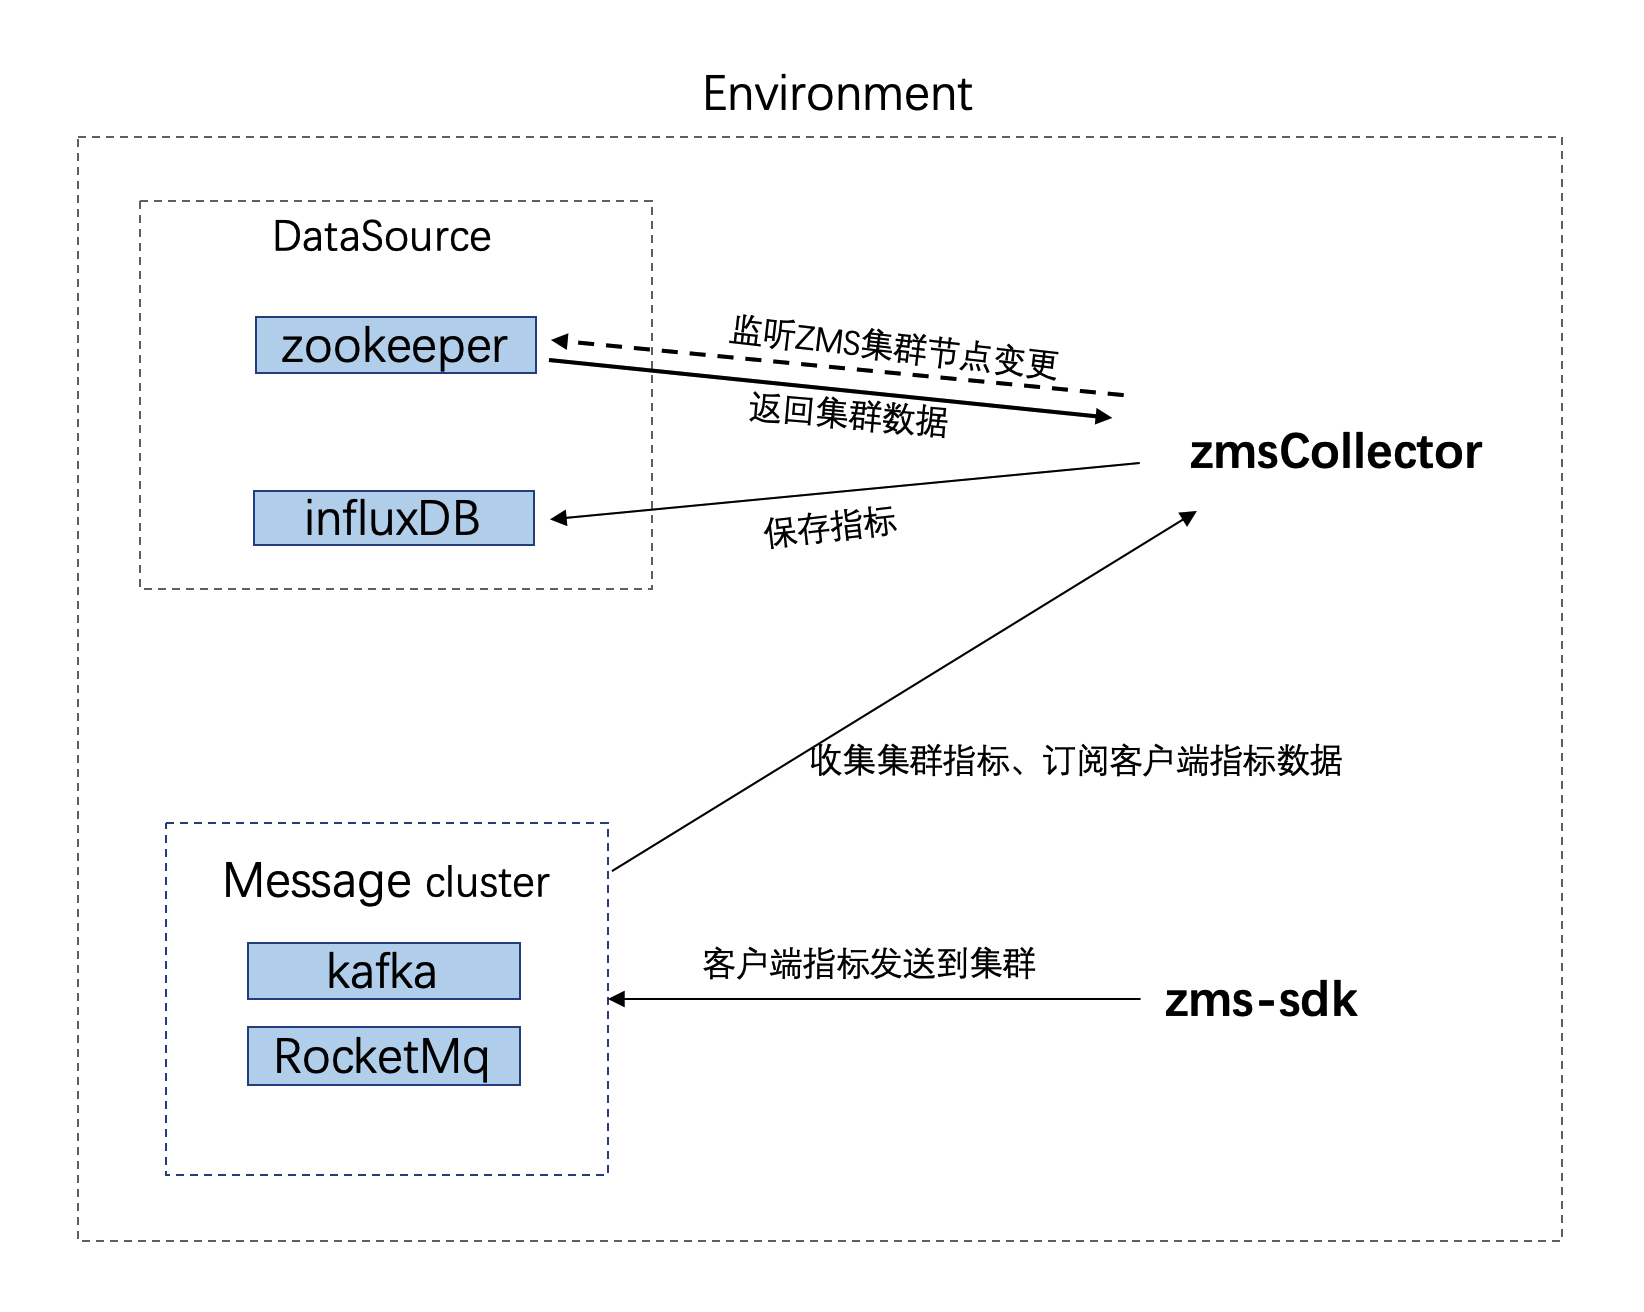 Environment
DataSource
zookeeper
监听ZMS集群节点变更
返回集群数据
zmsCollector
influxDB
保存指标
收集集群指标、订阅客户端指标数据
Message cluster
kafka
客户端指标发送到集群
zms-sdk
RocketMq